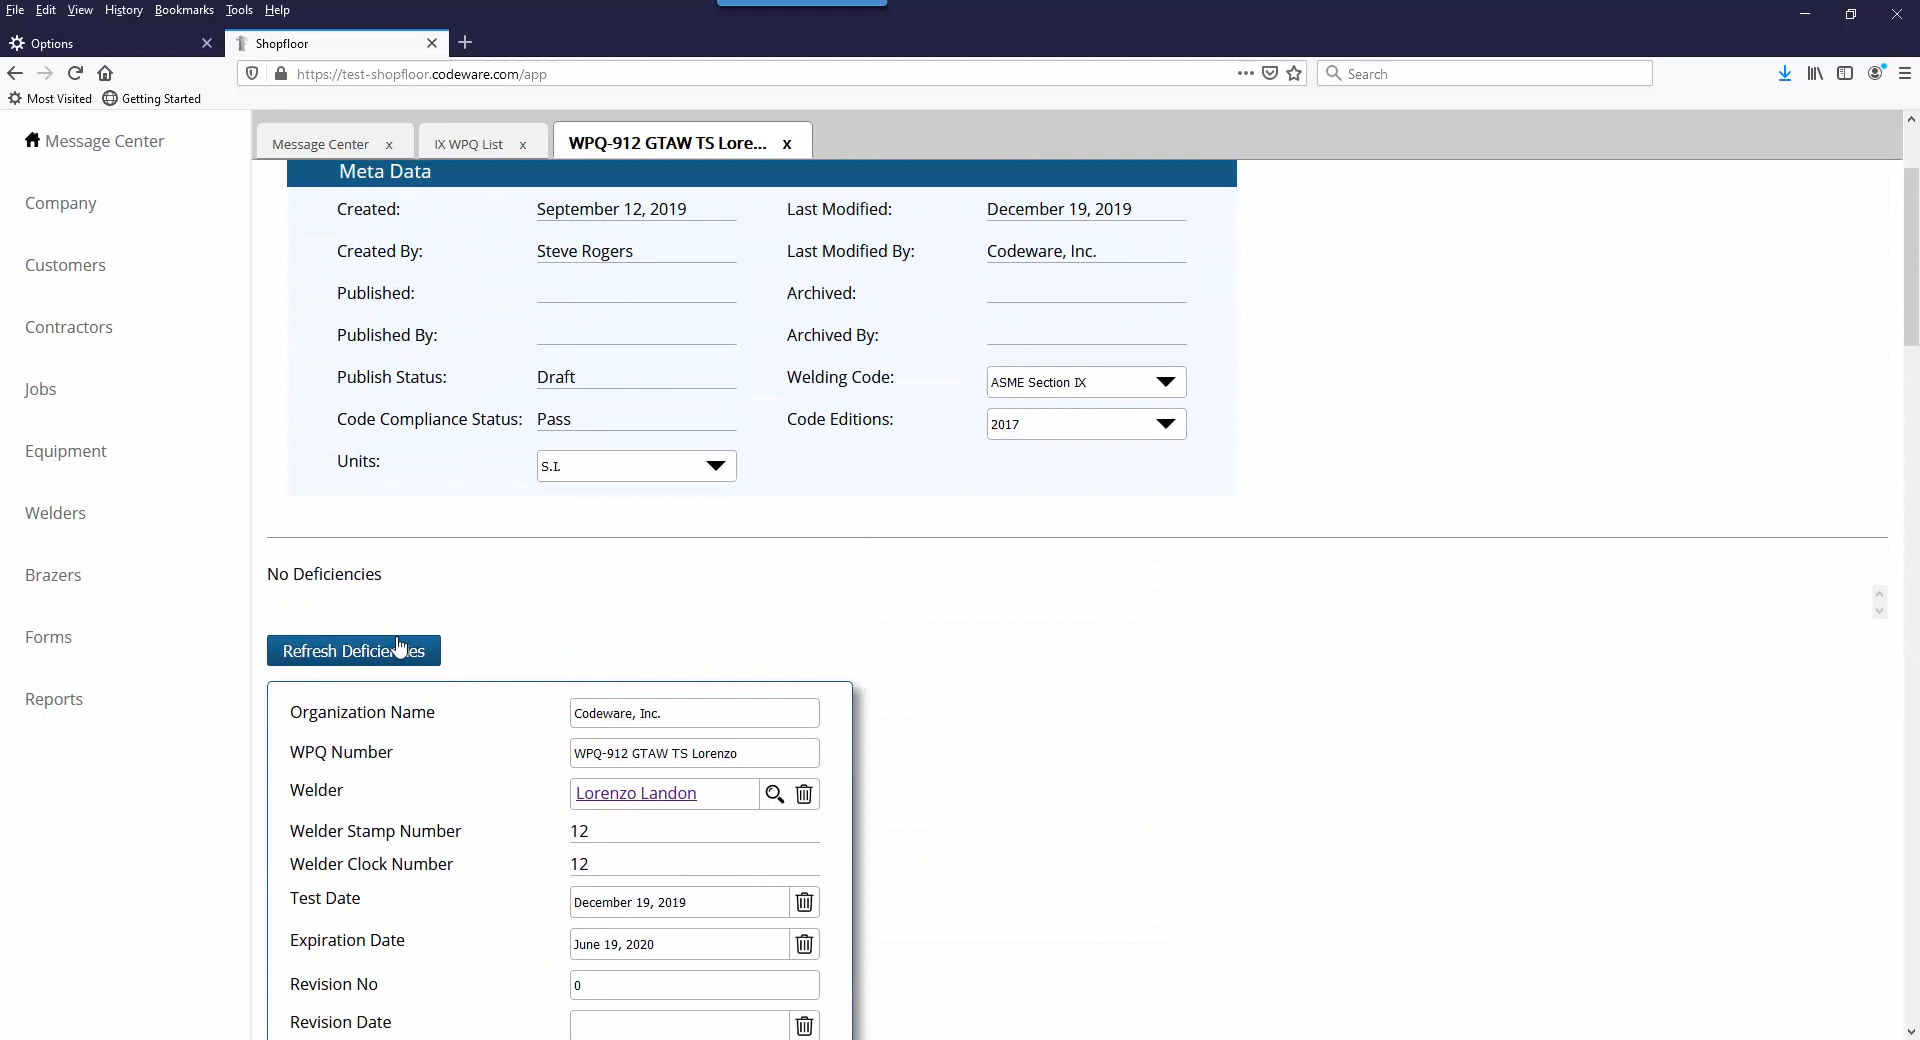 File Edit View History Bookmarks Tools Help
Options
Shopfloor
https://test-shopfloor.codeware.com/app
Search
Most Visited Getting Started
Message Center
Company
Customers
Contractors
Jobs
Equipment
Welders
Brazers
Forms
Reports
Message Center x
IX WPQ List x
WPQ-912 GTAW TS Lore... x
Meta Data
Created: September 12, 2019 Last Modified: December 19, 2019
Created By: Steve Rogers Last Modified By: Codeware, Inc.
Published: Archived:
Published By: Archived By:
Publish Status: Draft Welding Code: ASME Section IX
Code Compliance Status: Pass Code Editions: 2017
Units: S.I.
No Deficiencies
Refresh Deficiencies
Organization Name Codeware, Inc.
WPQ Number WPQ-912 GTAW TS Lorenzo
Welder Lorenzo Landon
Welder Stamp Number 12
Welder Clock Number 12
Test Date December 19, 2019
Expiration Date June 19, 2020
Revision No 0
Revision Date